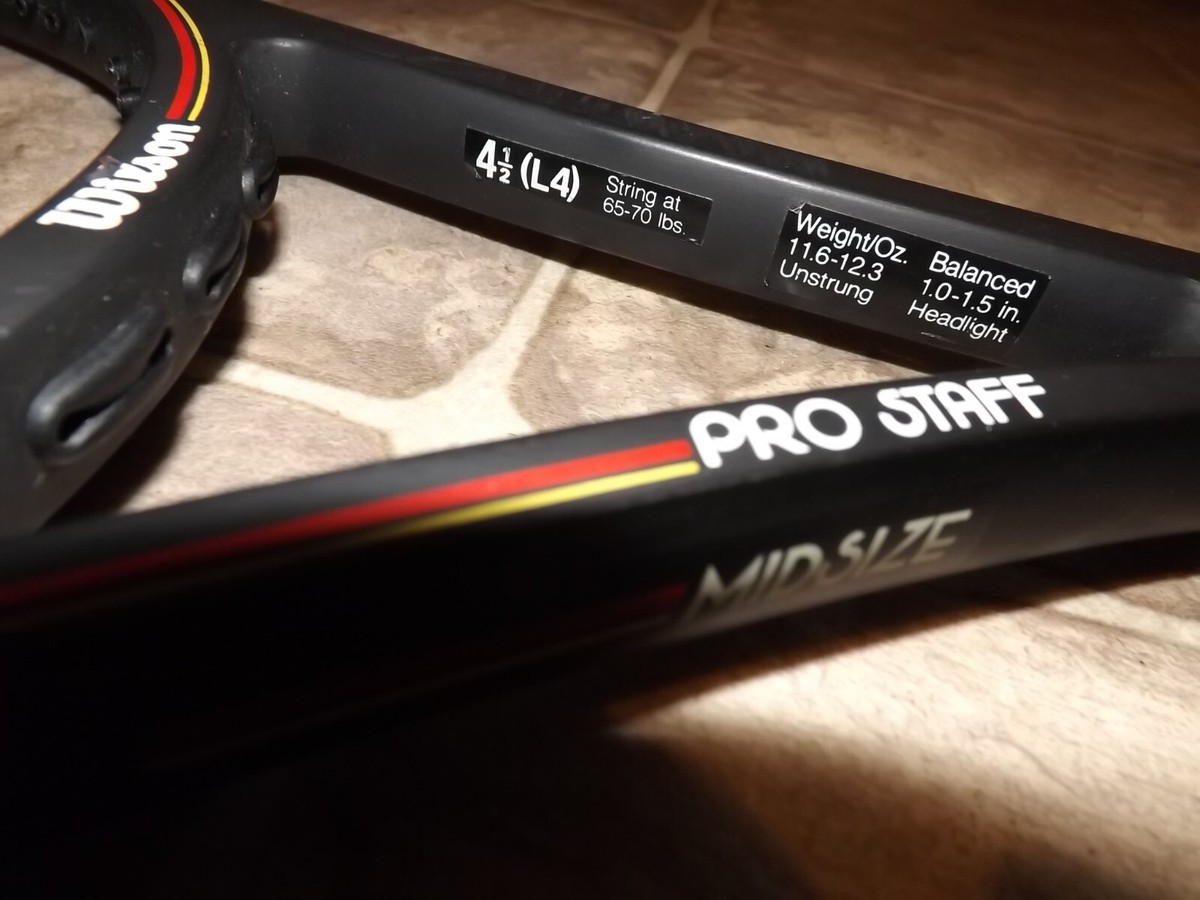 Wilson
4½ (L4)
String at
65-70 lbs.
Weight/Oz.
11.6-12.3
Unstrung
Balanced
1.0-1.5 in.
Headlight
PRO STAFF
MIDSIZE